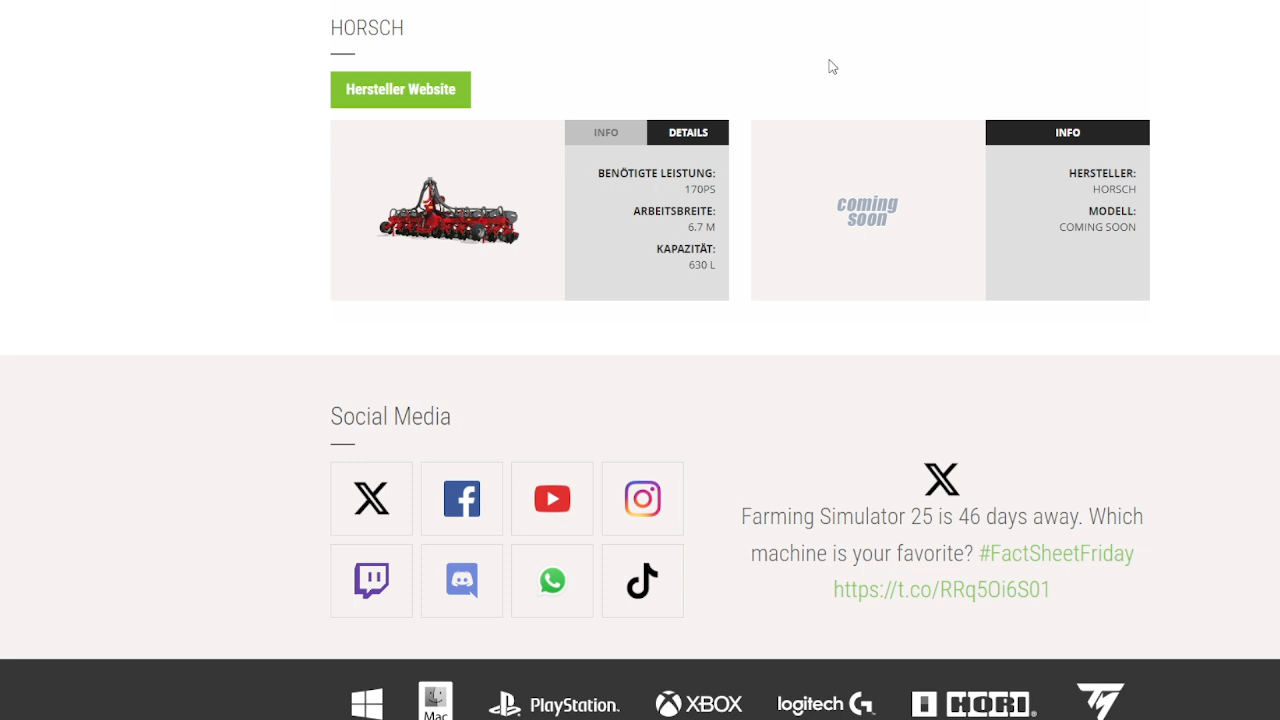 HORSCH
Hersteller Website
INFO
DETAILS
BENÖTIGTE LEISTUNG:
170PS
ARBEITSBREITE:
6.7 M
KAPAZITÄT:
630 L
coming
soon
INFO
HERSTELLER:
HORSCH
MODELL:
COMING SOON
Social Media
Farming Simulator 25 is 46 days away. Which
machine is your favorite? #FactSheetFriday
https://t.co/RRq5Oi6S01
Mac
PlayStation.
XBOX
logitech G
HORI